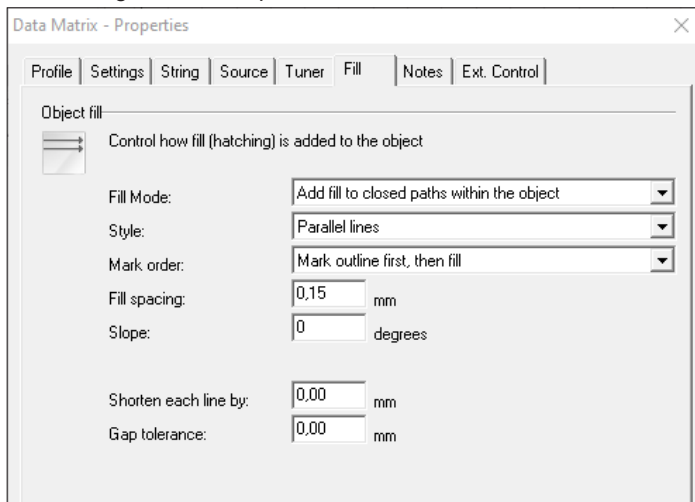 Data Matrix - Properties
Profile Settings String Source Tuner Fill Notes Ext. Control
Object fill
Control how fill (hatching) is added to the object
Fill Mode: Add fill to closed paths within the object
Style: Parallel lines
Mark order: Mark outline first, then fill
Fill spacing: 0,15 mm
Slope: 0 degrees
Shorten each line by: 0,00 mm
Gap tolerance: 0,00 mm